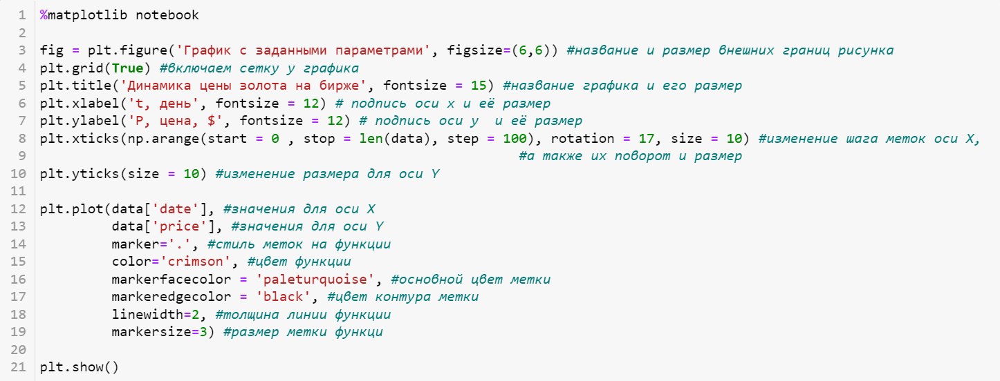 1 %matplotlib notebook
2
3 fig = plt.figure('График с заданными параметрами', figsize=(6,6)) #название и размер внешних границ рисунка
4 plt.grid(True) #включаем сетку у графика
5 plt.title('Динамика цены золота на бирже', fontsize = 15) #название графика и его размер
6 plt.xlabel('t, день', fontsize = 12) # подпись оси х и её размер
7 plt.ylabel('P, цена, $', fontsize = 12) # подпись оси у  и её размер
8 plt.xticks(np.arange(start = 0 , stop = len(data), step = 100), rotation = 17, size = 10) #изменение шага меток оси X,
9                                                             #а также их поворот и размер
10 plt.yticks(size = 10) #изменение размера для оси Y
11
12 plt.plot(data['date'], #значения для оси X
13          data['price'], #значения для оси Y
14          marker='.', #стиль меток на функции
15          color='crimson', #цвет функции
16          markerfacecolor = 'paleturquoise', #основной цвет метки
17          markeredgecolor = 'black', #цвет контура метки
18          linewidth=2, #толщина линии функции
19          markersize=3) #размер метки функци
20
21 plt.show()